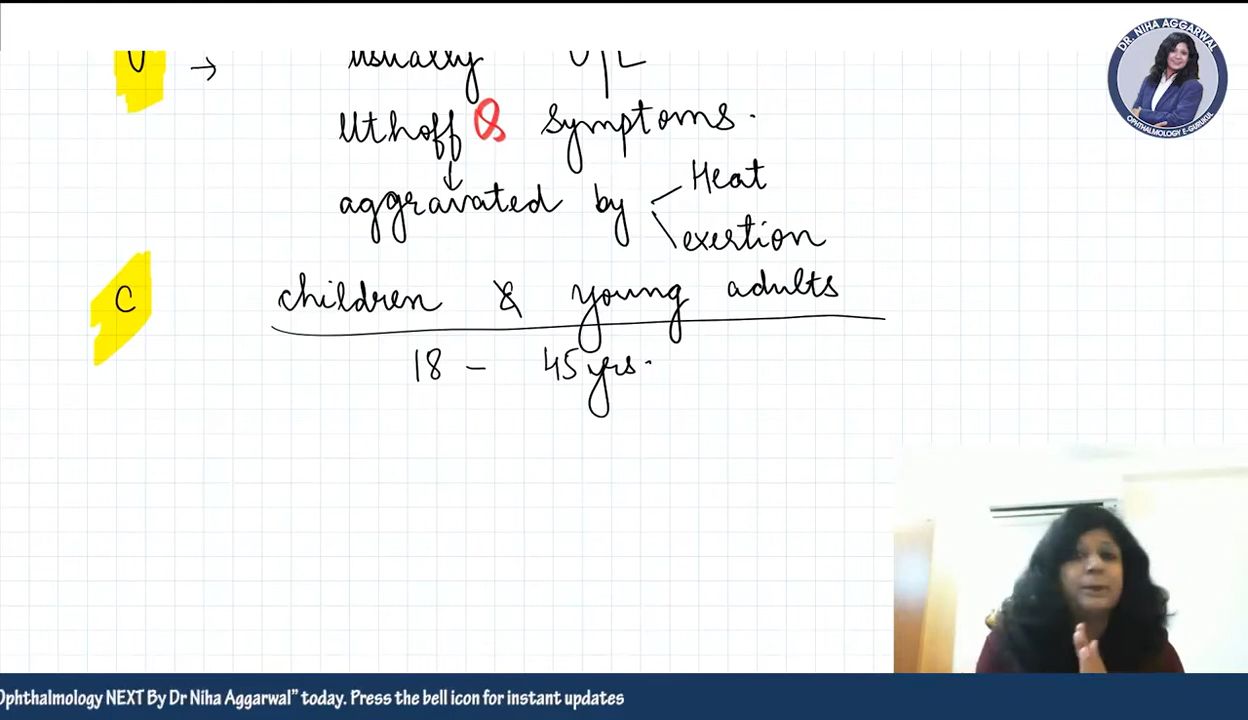 U → usually U/L
Uthoff & symptoms.
↓
aggravated by Heat
exertion
C children & young adults
18 - 45 yrs.
DR. NIHA AGGARWAL
OPHTHALMOLOGY E-GURUKUL
Ophthalmology NEXT By Dr Niha Aggarwal” today. Press the bell icon for instant updates